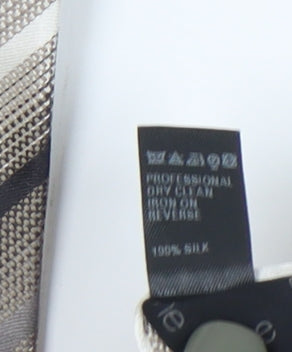 PROFESSIONAL
DRY CLEAN
IRON ON
REVERSE
100% SILK